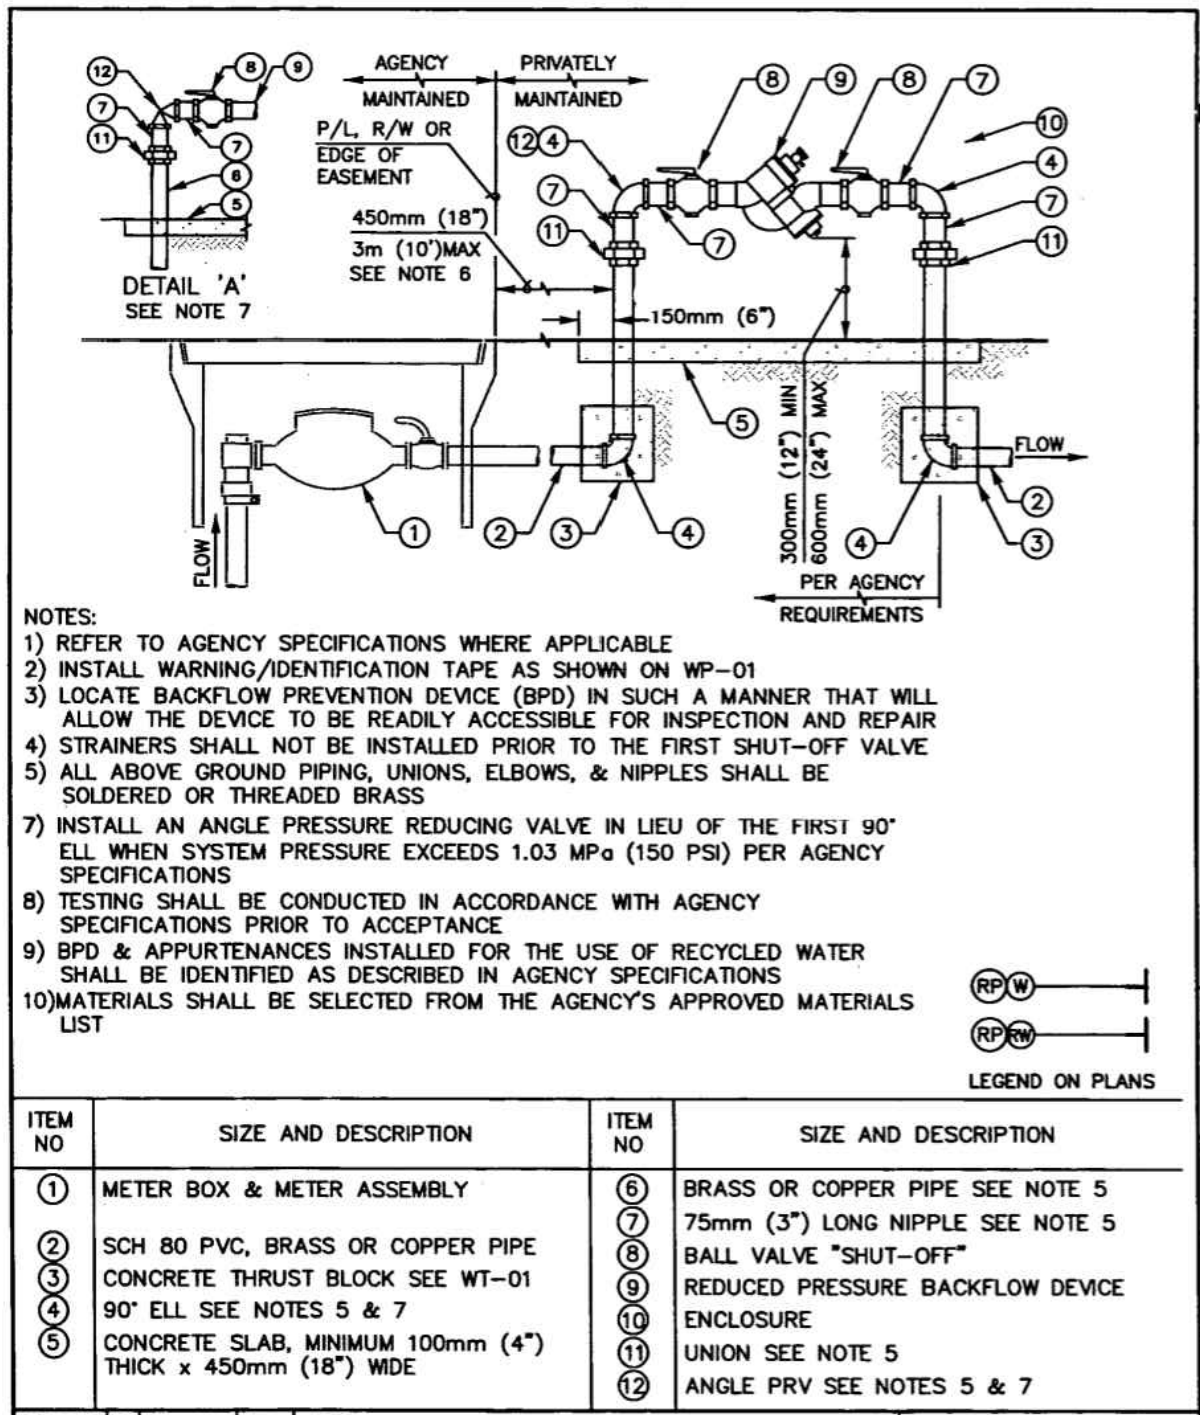 12
8
9
7
11
7
6
5
DETAIL 'A'
SEE NOTE 7
AGENCY
MAINTAINED
PRIVATELY
MAINTAINED
P/L, R/W OR
EDGE OF
EASEMENT
450mm (18")
3m (10')MAX
SEE NOTE 6
12 4
8
9
8
7
10
4
7
11
7
7
11
150mm (6")
5
300mm (12") MIN
600mm (24") MAX
FLOW
FLOW
1
2
3
4
4
2
3
PER AGENCY
REQUIREMENTS
NOTES:
1) REFER TO AGENCY SPECIFICATIONS WHERE APPLICABLE
2) INSTALL WARNING/IDENTIFICATION TAPE AS SHOWN ON WP-01
3) LOCATE BACKFLOW PREVENTION DEVICE (BPD) IN SUCH A MANNER THAT WILL
ALLOW THE DEVICE TO BE READILY ACCESSIBLE FOR INSPECTION AND REPAIR
4) STRAINERS SHALL NOT BE INSTALLED PRIOR TO THE FIRST SHUT-OFF VALVE
5) ALL ABOVE GROUND PIPING, UNIONS, ELBOWS, & NIPPLES SHALL BE
SOLDERED OR THREADED BRASS
7) INSTALL AN ANGLE PRESSURE REDUCING VALVE IN LIEU OF THE FIRST 90°
ELL WHEN SYSTEM PRESSURE EXCEEDS 1.03 MPa (150 PSI) PER AGENCY
SPECIFICATIONS
8) TESTING SHALL BE CONDUCTED IN ACCORDANCE WITH AGENCY
SPECIFICATIONS PRIOR TO ACCEPTANCE
9) BPD & APPURTENANCES INSTALLED FOR THE USE OF RECYCLED WATER
SHALL BE IDENTIFIED AS DESCRIBED IN AGENCY SPECIFICATIONS
10)MATERIALS SHALL BE SELECTED FROM THE AGENCY'S APPROVED MATERIALS
LIST
RP W
RP RW
LEGEND ON PLANS
ITEM NO
SIZE AND DESCRIPTION
ITEM NO
SIZE AND DESCRIPTION
1 METER BOX & METER ASSEMBLY
2 SCH 80 PVC, BRASS OR COPPER PIPE
3 CONCRETE THRUST BLOCK SEE WT-01
4 90° ELL SEE NOTES 5 & 7
5 CONCRETE SLAB, MINIMUM 100mm (4")
THICK x 450mm (18") WIDE
6 BRASS OR COPPER PIPE SEE NOTE 5
7 75mm (3") LONG NIPPLE SEE NOTE 5
8 BALL VALVE "SHUT-OFF"
9 REDUCED PRESSURE BACKFLOW DEVICE
10 ENCLOSURE
11 UNION SEE NOTE 5
12 ANGLE PRV SEE NOTES 5 & 7